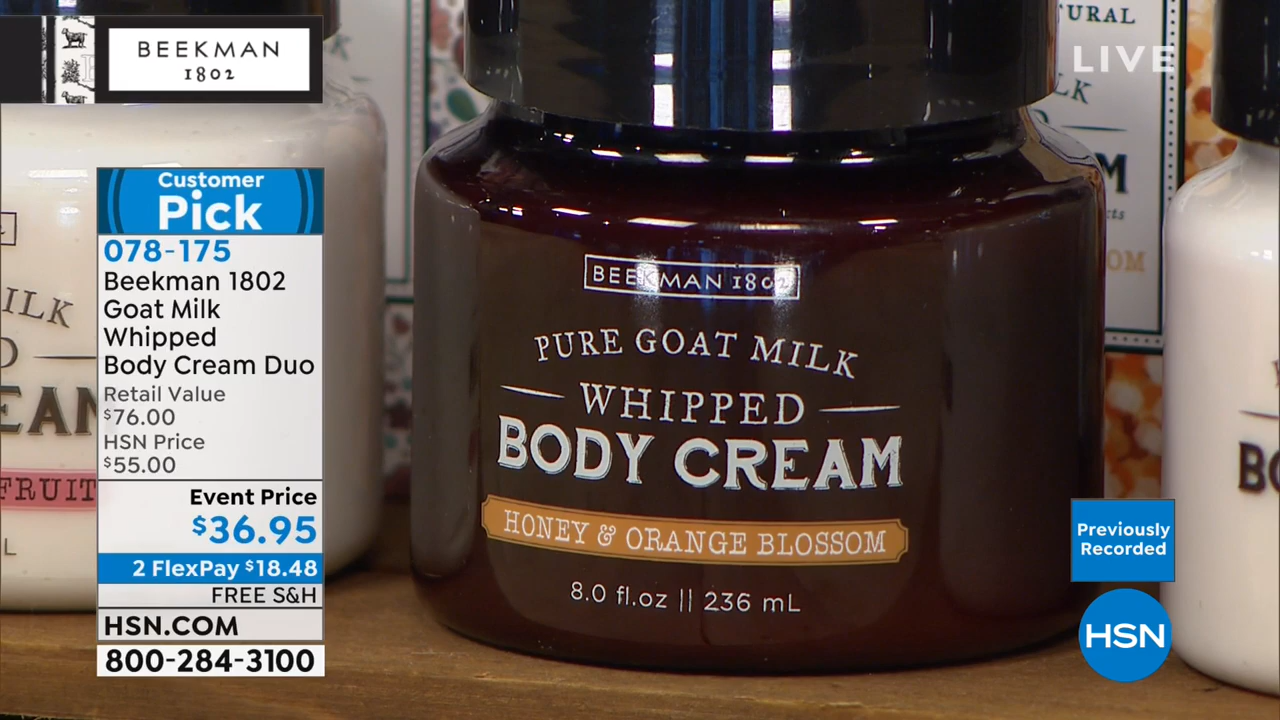 BEEKMAN
1802
Customer
Pick
078-175
Beekman 1802
Goat Milk
Whipped
Body Cream Duo
Retail Value
$76.00
HSN Price
$55.00
Event Price
$36.95
2 FlexPay $18.48
FREE S&H
HSN.COM
800-284-3100
BEEKMAN 1802
PURE GOAT MILK
WHIPPED
BODY CREAM
HONEY & ORANGE BLOSSOM
8.0 fl.oz || 236 mL
LIVE
Previously
Recorded
HSN
FRUIT